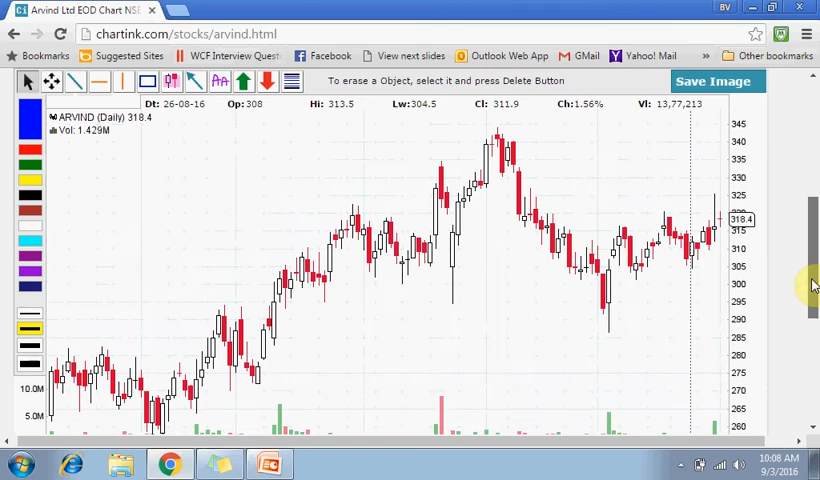 Arvind Ltd EOD Chart NSE
BV
chartink.com/stocks/arvind.html
Bookmarks Suggested Sites WCF Interview Questi Facebook View next slides Outlook Web App GMail Yahoo! Mail » Other bookmarks
To erase a Object, select it and press Delete Button
Save Image
Dt: 26-08-16 Op: 308 Hi: 313.5 Lw: 304.5 Cl: 311.9 Ch: 1.56% Vl: 13,77,213
ARVIND (Daily) 318.4
Vol: 1.429M
345
340
335
330
325
318.4
310
305
300
295
290
285
280
275
270
265
260
10.0M
5.0M
10:08 AM
9/3/2016